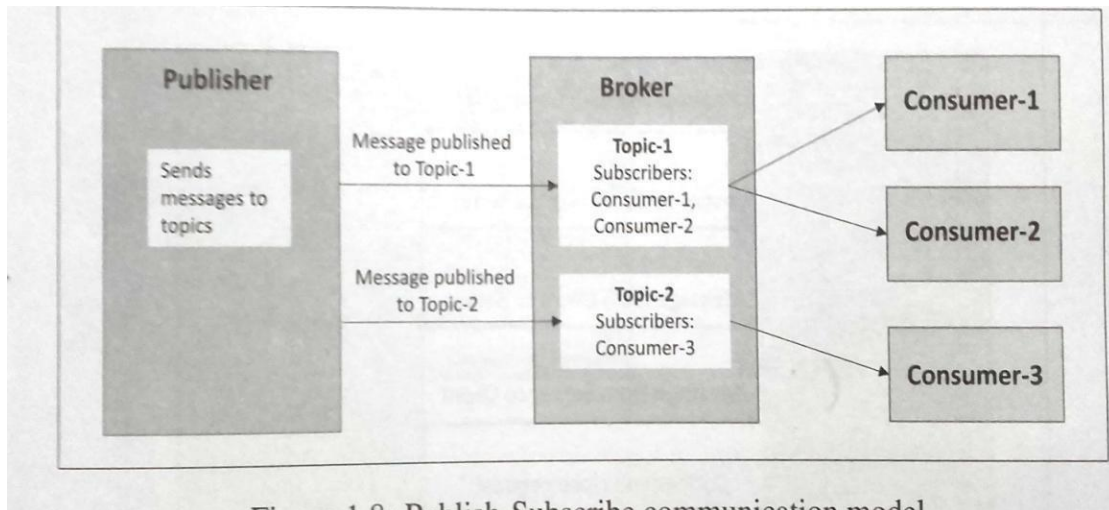 Publisher
Sends
messages to
topics
Message published
to Topic-1
Message published
to Topic-2
Broker
Topic-1
Subscribers:
Consumer-1,
Consumer-2
Topic-2
Subscribers:
Consumer-3
Consumer-1
Consumer-2
Consumer-3
Publish-Subscribe communication model